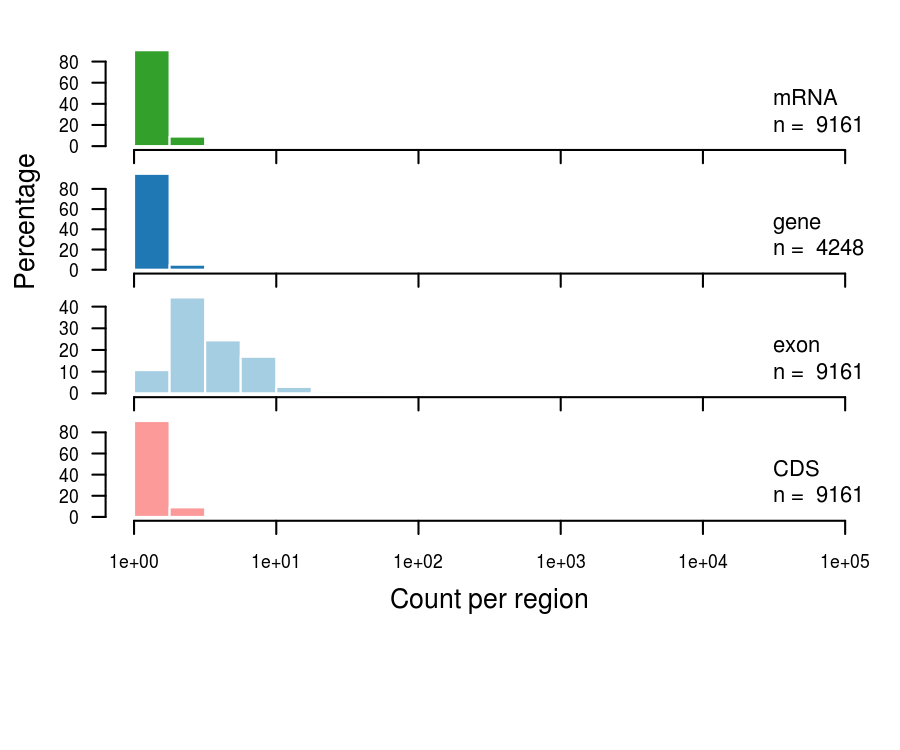 Percentage
80
60
40
20
0
mRNA
n = 9161
80
60
40
20
0
gene
n = 4248
40
30
20
10
0
exon
n = 9161
80
60
40
20
0
CDS
n = 9161
1e+00 1e+01 1e+02 1e+03 1e+04 1e+05
Count per region